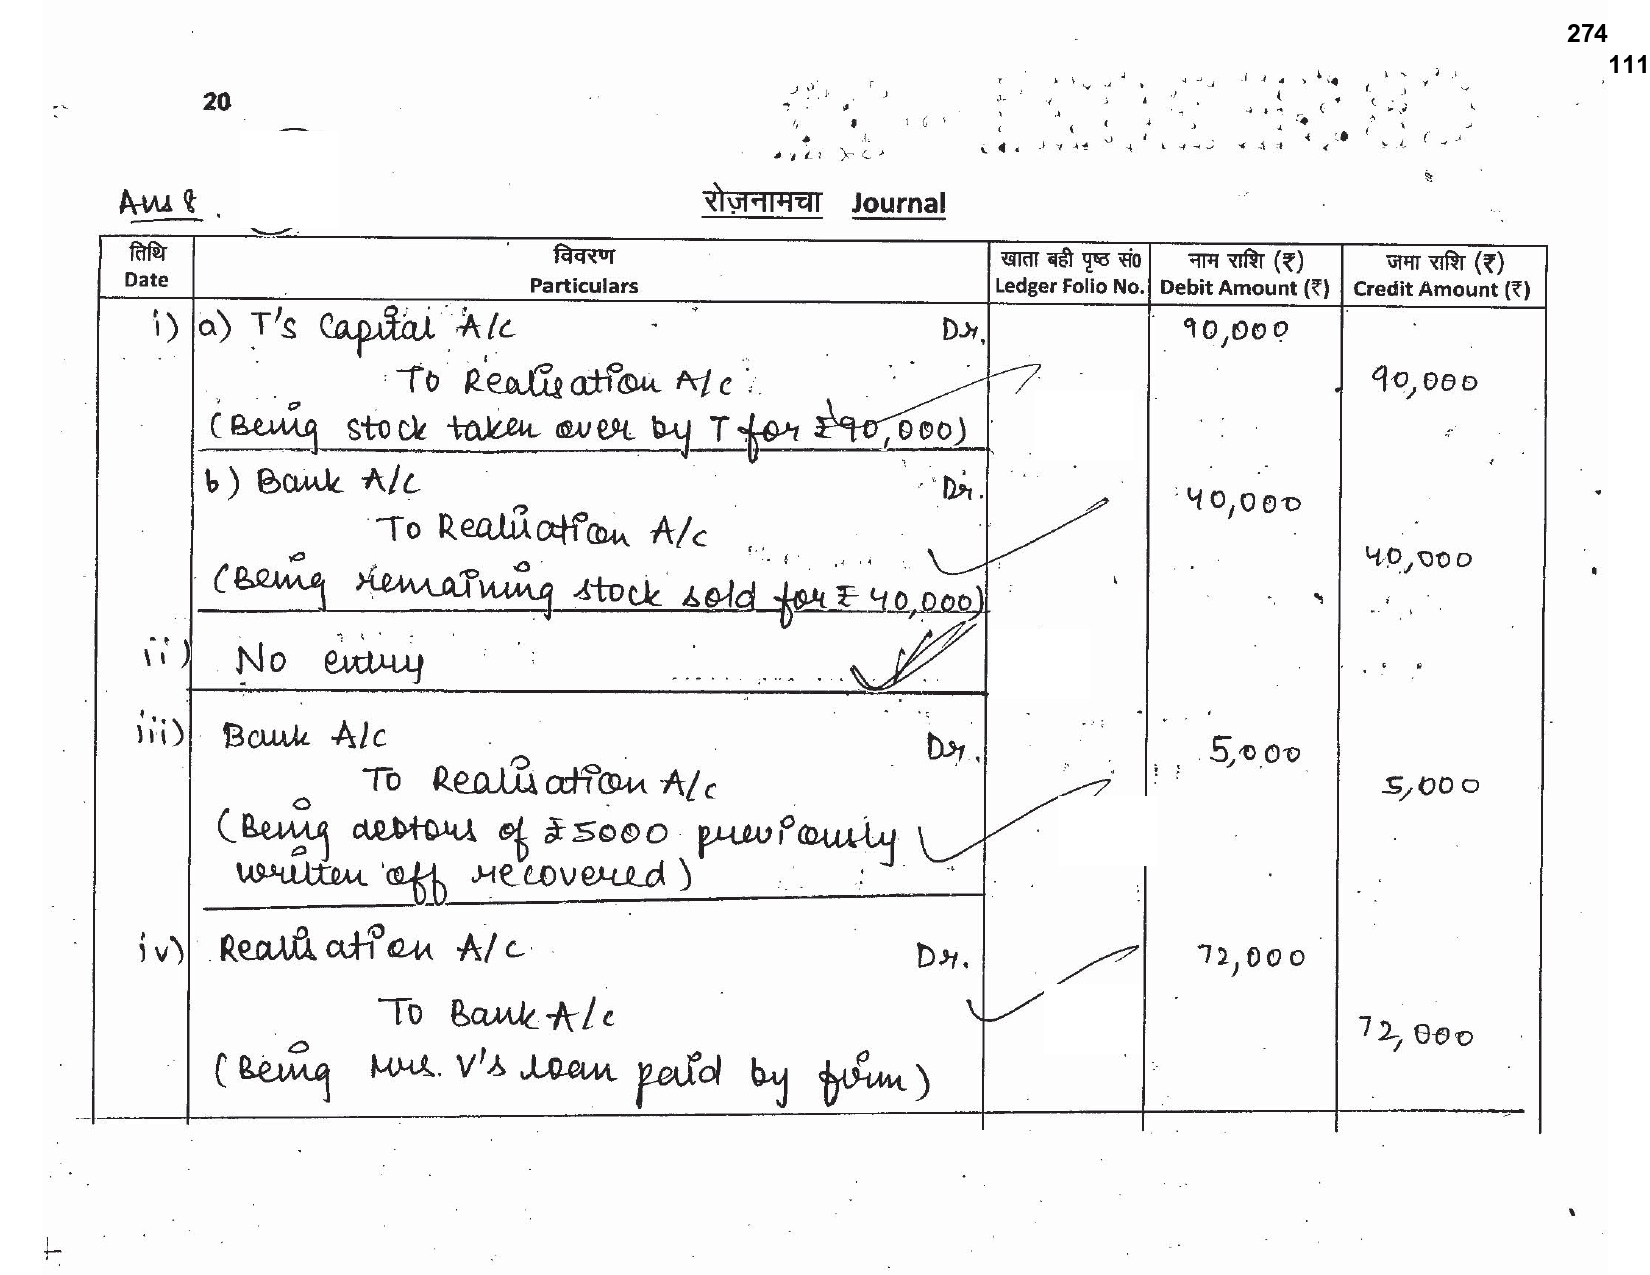 274
111
20
Ans 8.
रोज़नामचा Journal
तिथि विवरण खाता बही पृष्ठ सं० नाम राशि (₹) जमा राशि (₹)
Date Particulars Ledger Folio No. Debit Amount (₹) Credit Amount (₹)
i) a) T's Capital A/c Dr. 90,000
To Realisation A/c 90,000
(Being stock taken over by T for ₹90,000)
b) Bank A/c Dr. 40,000
To Realisation A/c 40,000
(Being remaining stock sold for ₹ 40,000)
ii) No entry
iii) Bank A/c Dr. 5,000
To Realisation A/c 5,000
(Being debtors of ₹5000 previously
written off recovered)
iv) Realisation A/c Dr. 72,000
To Bank A/c 72,000
(Being Mrs. V's loan paid by firm)